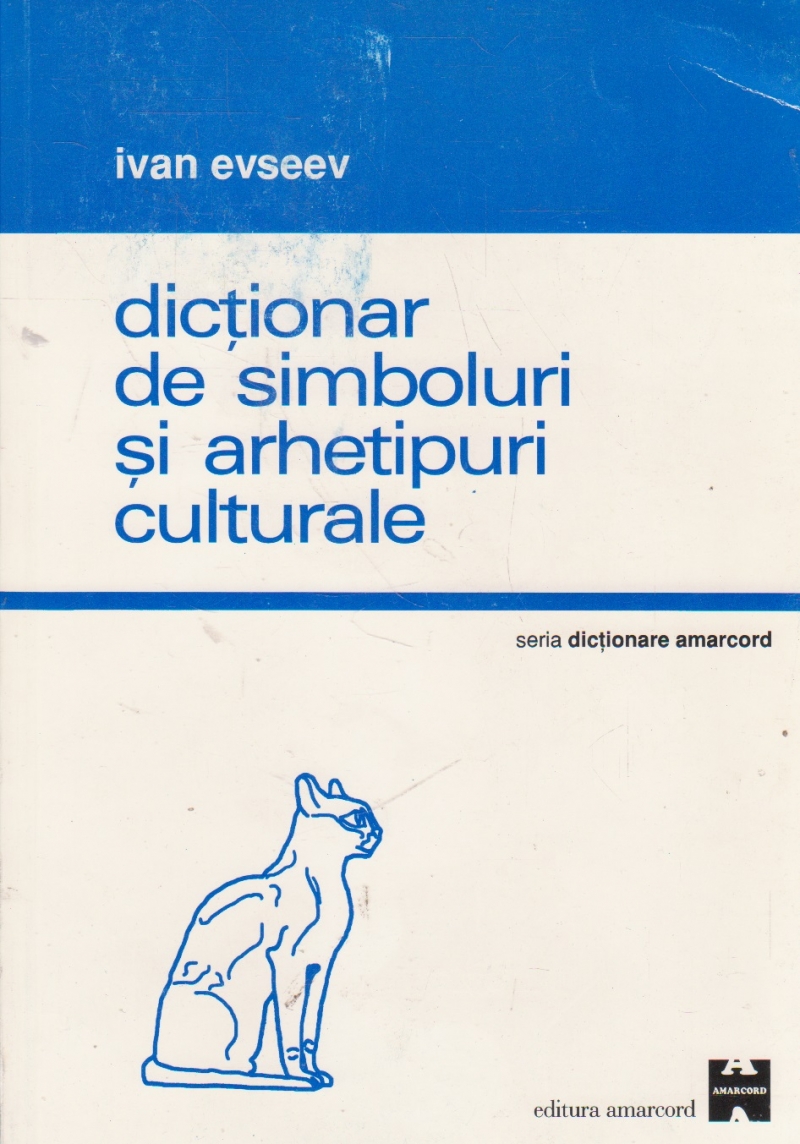 ivan evseev
dicționar
de simboluri
și arhetipuri
culturale
seria dicționare amarcord
editura amarcord
AMARCORD